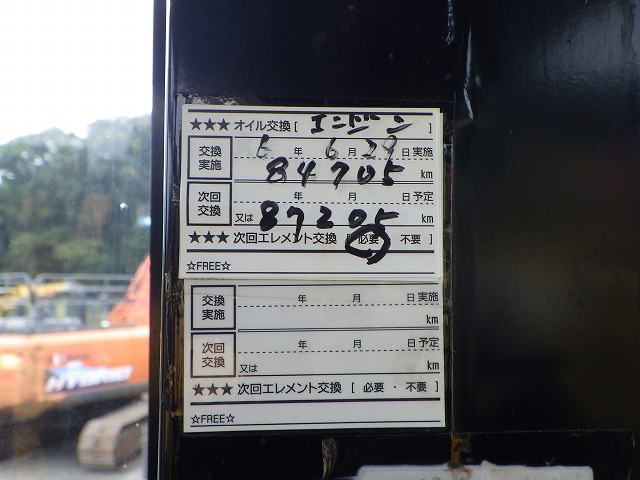 ★★★ オイル交換 [ エンジン ]
交換実施 6 年 6 月 29 日 実施
84705 km
次回交換 年 月 日 予定
又は 87205 km
★★★ 次回エレメント交換 [ 必要 ・ 不要 ]
☆FREE☆
交換実施 年 月 日 実施
km
次回交換 年 月 日 予定
又は km
★★★ 次回エレメント交換 [ 必要 ・ 不要 ]
☆FREE☆
HYBRID